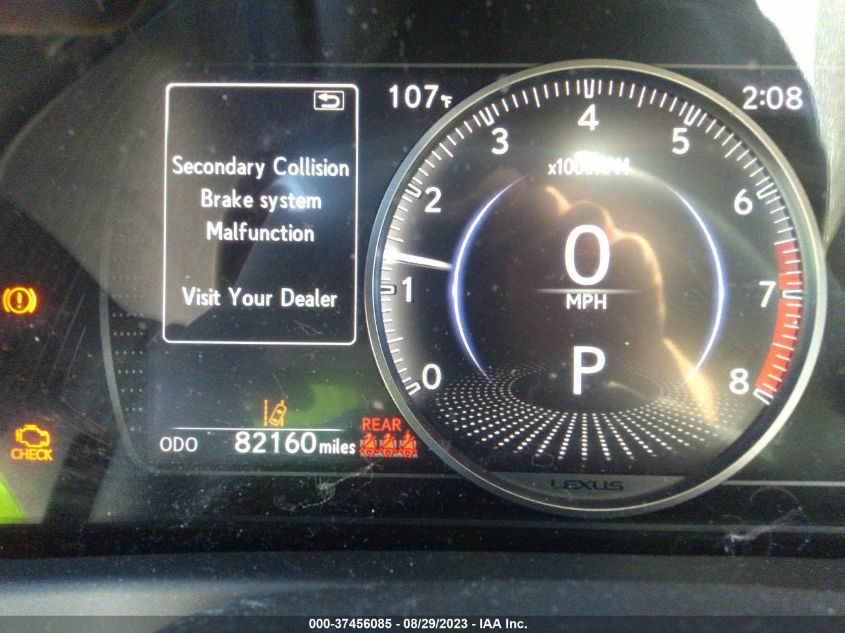 107°F
2:08
Secondary Collision
Brake system
Malfunction
Visit Your Dealer
x1000RPM
0
1
2
3
4
5
6
7
8
0
MPH
P
CHECK
ODO 82160 miles
REAR
LEXUS
000-37456085 - 08/29/2023 - IAA Inc.